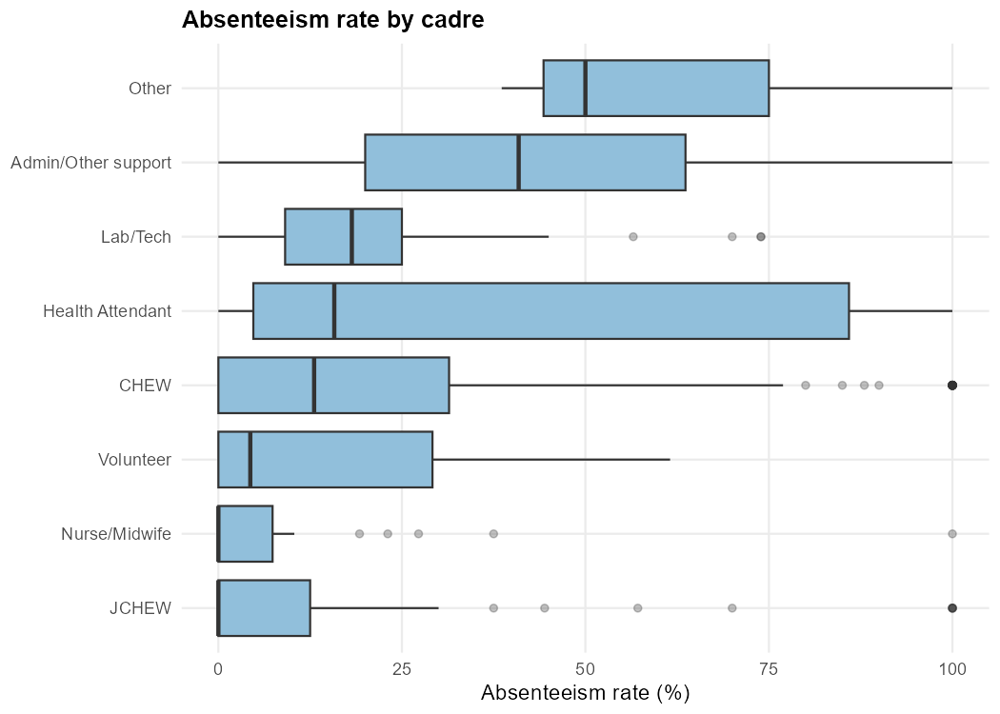 Absenteeism rate by cadre
Other
Admin/Other support
Lab/Tech
Health Attendant
CHEW
Volunteer
Nurse/Midwife
JCHEW
0 25 50 75 100
Absenteeism rate (%)